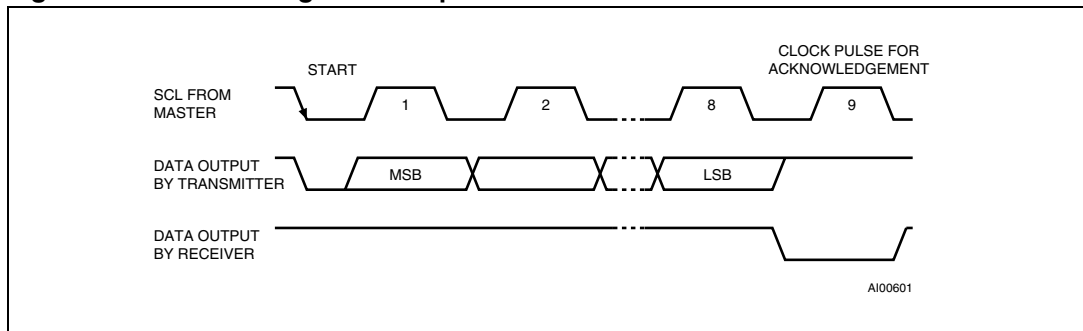 CLOCK PULSE FOR
ACKNOWLEDGEMENT
START
SCL FROM
MASTER
1
2
8
9
DATA OUTPUT
BY TRANSMITTER
MSB
LSB
DATA OUTPUT
BY RECEIVER
AI00601